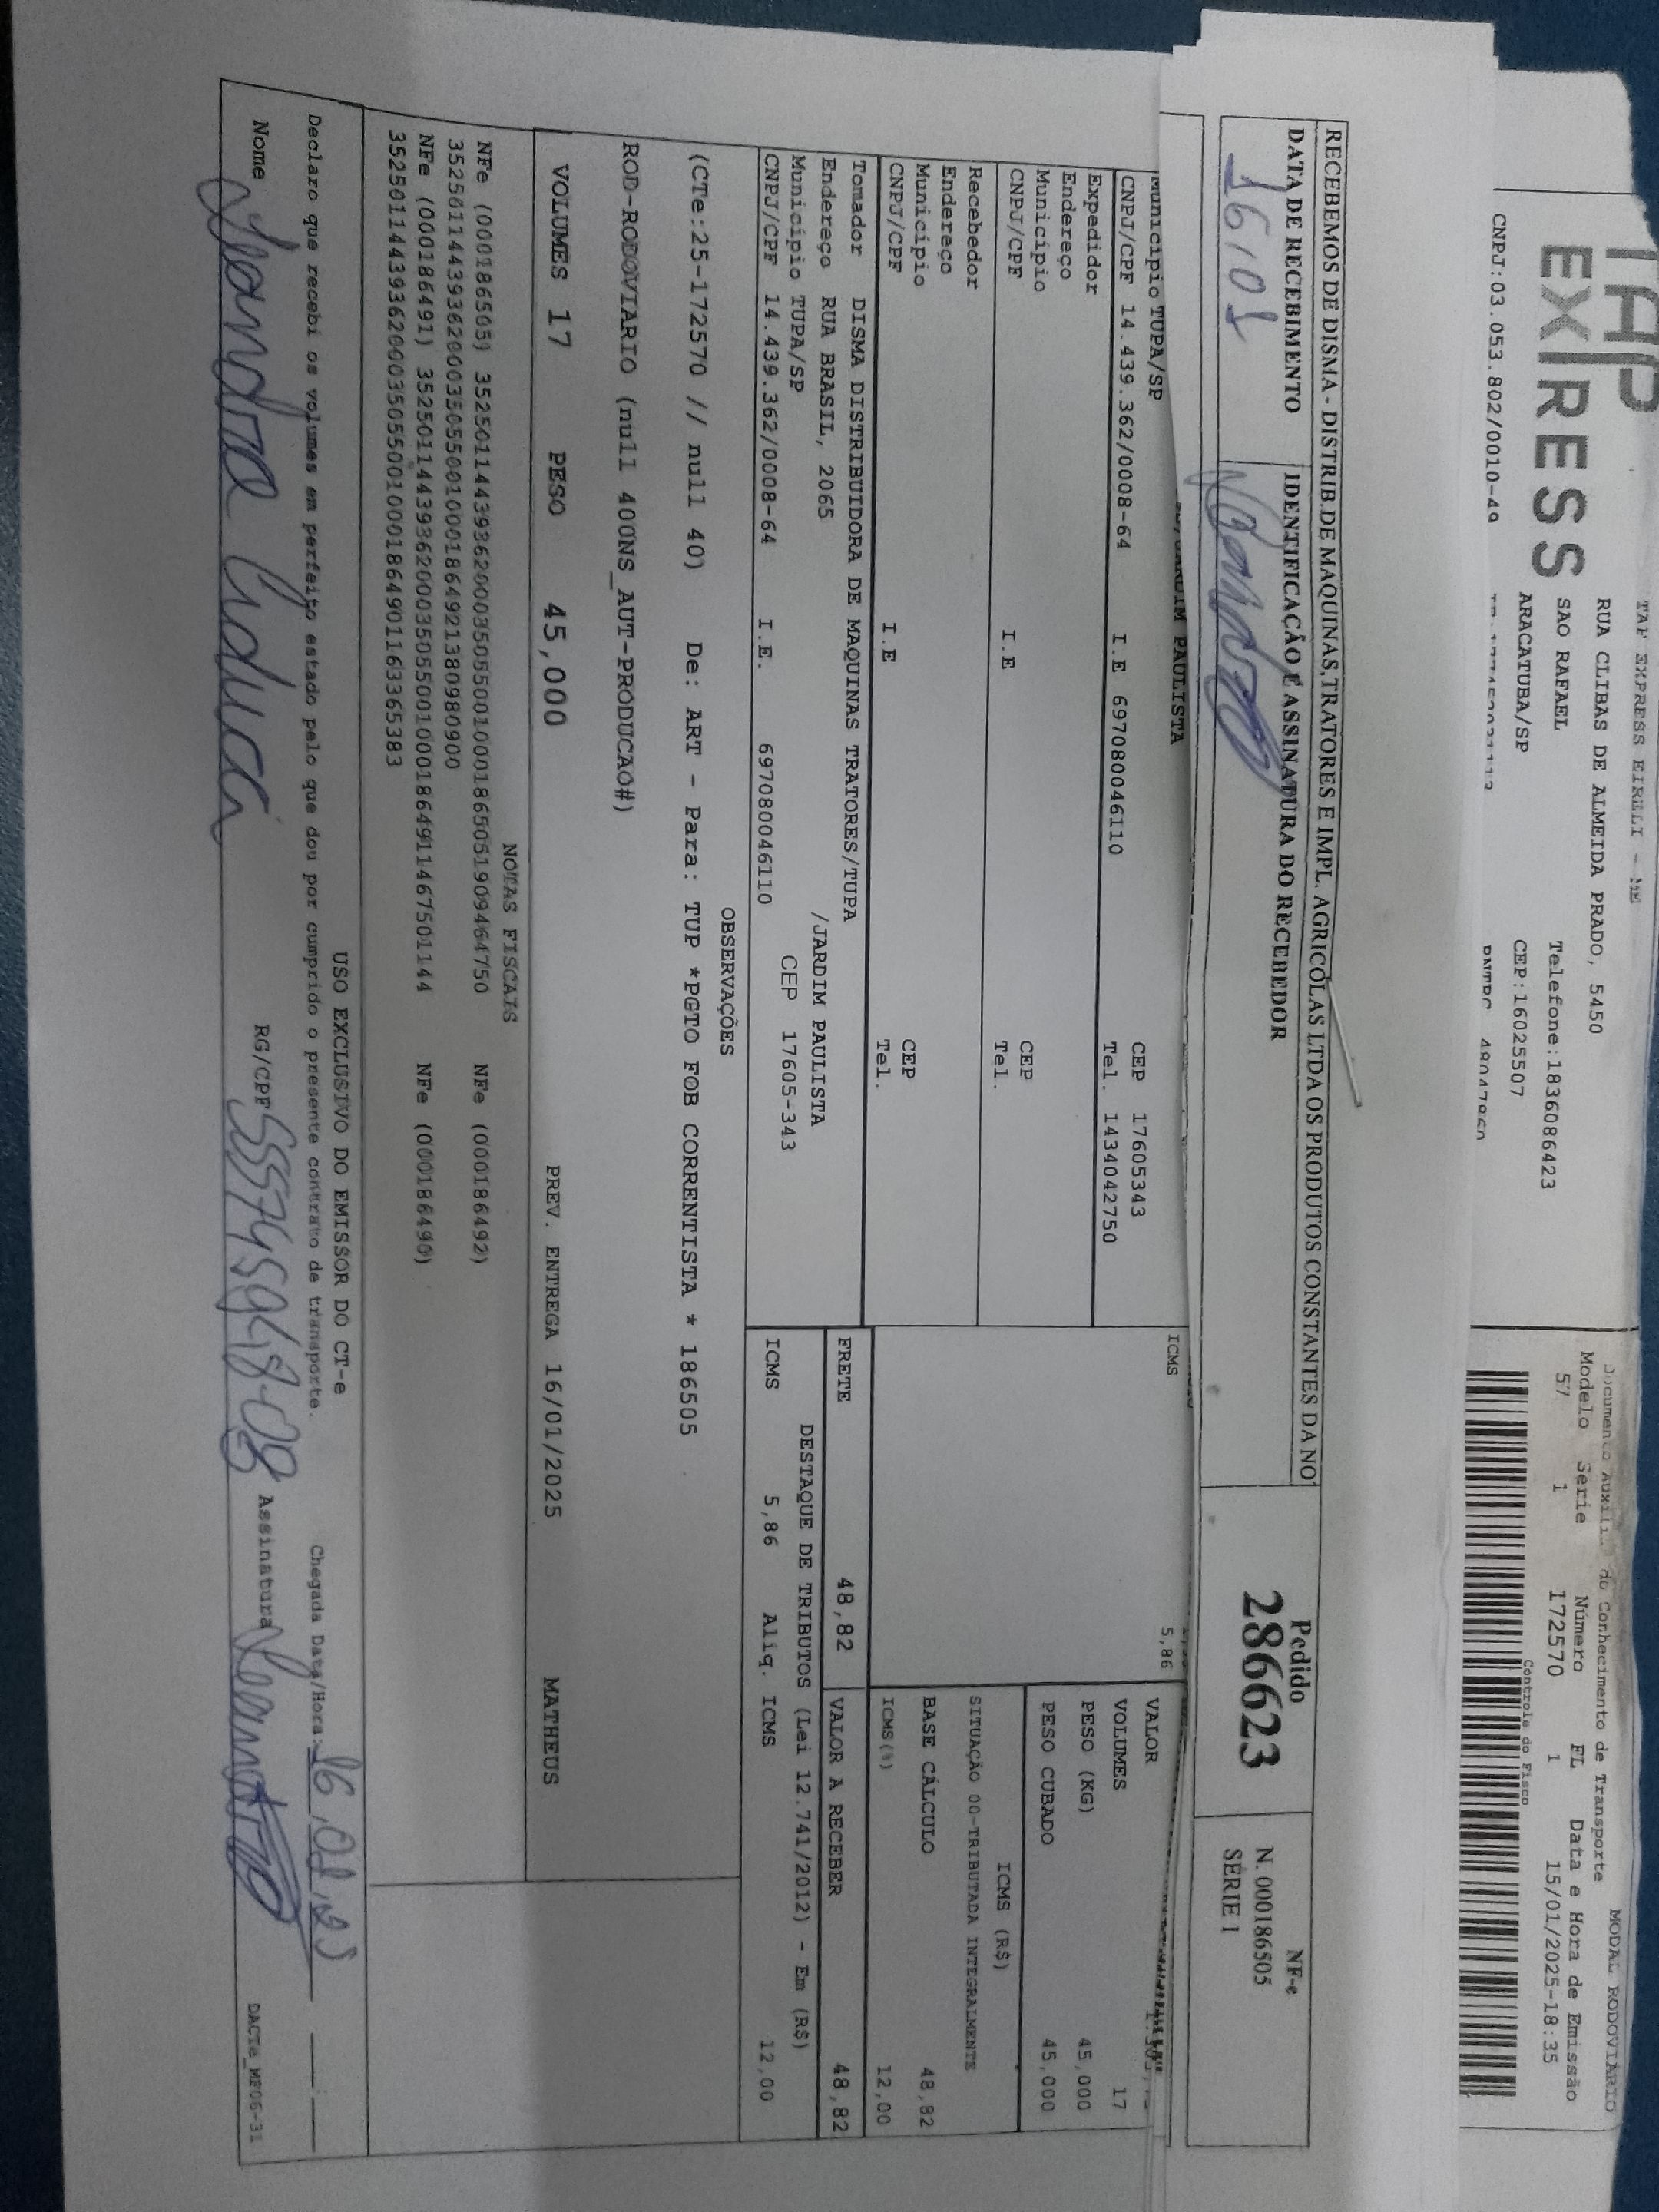 TAF EXPRESS EIRELI - ME
EXPRESS
RUA CLIBAS DE ALMEIDA PRADO, 5450
SAO RAFAEL Telefone:1836086423
ARACATUBA/SP CEP:16025507
CNPJ:03.053.802/0010-49
MODAL RODOVIÁRIO
Documento Auxiliar do Conhecimento de Transporte
Modelo Série Número FL Data e Hora de Emissão
57 1 172570 1 15/01/2025-18:35
Controle do Fisco
RECEBEMOS DE DISMA - DISTRIB.DE MAQUINAS,TRATORES E IMPL. AGRICOLAS LTDA OS PRODUTOS CONSTANTES DA NO
DATA DE RECEBIMENTO IDENTIFICAÇÃO E ASSINATURA DO RECEBEDOR
16/01
Pedido
286623
NF-e
N. 000186505
SÉRIE 1
JARDIM PAULISTA
Município TUPA/SP CEP 17605343
CNPJ/CPF 14.439.362/0008-64 I.E 697080046110 Tel. 1434042750
Expedidor
Endereço
Município CEP
CNPJ/CPF I.E Tel.
Recebedor
Endereço
Município CEP
CNPJ/CPF I.E Tel.
Tomador DISMA DISTRIBUIDORA DE MAQUINAS TRATORES/TUPA
Endereço RUA BRASIL, 2065 /JARDIM PAULISTA
Município TUPA/SP CEP 17605-343
CNPJ/CPF 14.439.362/0008-64 I.E. 697080046110
ICMS 5,86
VALOR
VOLUMES 17
PESO (KG) 45,000
PESO CUBADO 45,000
ICMS (R$)
SITUAÇÃO 00-TRIBUTADA INTEGRALMENTE
BASE CÁLCULO 48,82
ICMS(%) 12,00
FRETE 48,82 VALOR A RECEBER 48,82
DESTAQUE DE TRIBUTOS (Lei 12.741/2012) - Em (R$)
ICMS 5,86 Aliq. ICMS 12,00
OBSERVAÇÕES
(CTe:25-172570 // null 40) De: ART - Para: TUP *PGTO FOB CORRENTISTA * 186505
ROD-RODOVIARIO (null 400NS_AUT-PRODUCAO#)
VOLUMES 17 PESO 45,000 PREV. ENTREGA 16/01/2025 MATHEUS
NOTAS FISCAIS
NFe (000186505) 35250114439362000350550010001865051909464750 NFe (000186492)
35250114439362000350550010001864921380980900
NFe (000186491) 35250114439362000350550010001864911467501144 NFe (000186490)
35250114439362000350550010001864901163365383
USO EXCLUSIVO DO EMISSOR DO CT-e
Declaro que recebi os volumes em perfeito estado pelo que dou por cumprido o presente contrato de transporte. Chegada Data/Hora: 16/01/25
Nome RG/CPF Assinatura
DACTe_MP06-31